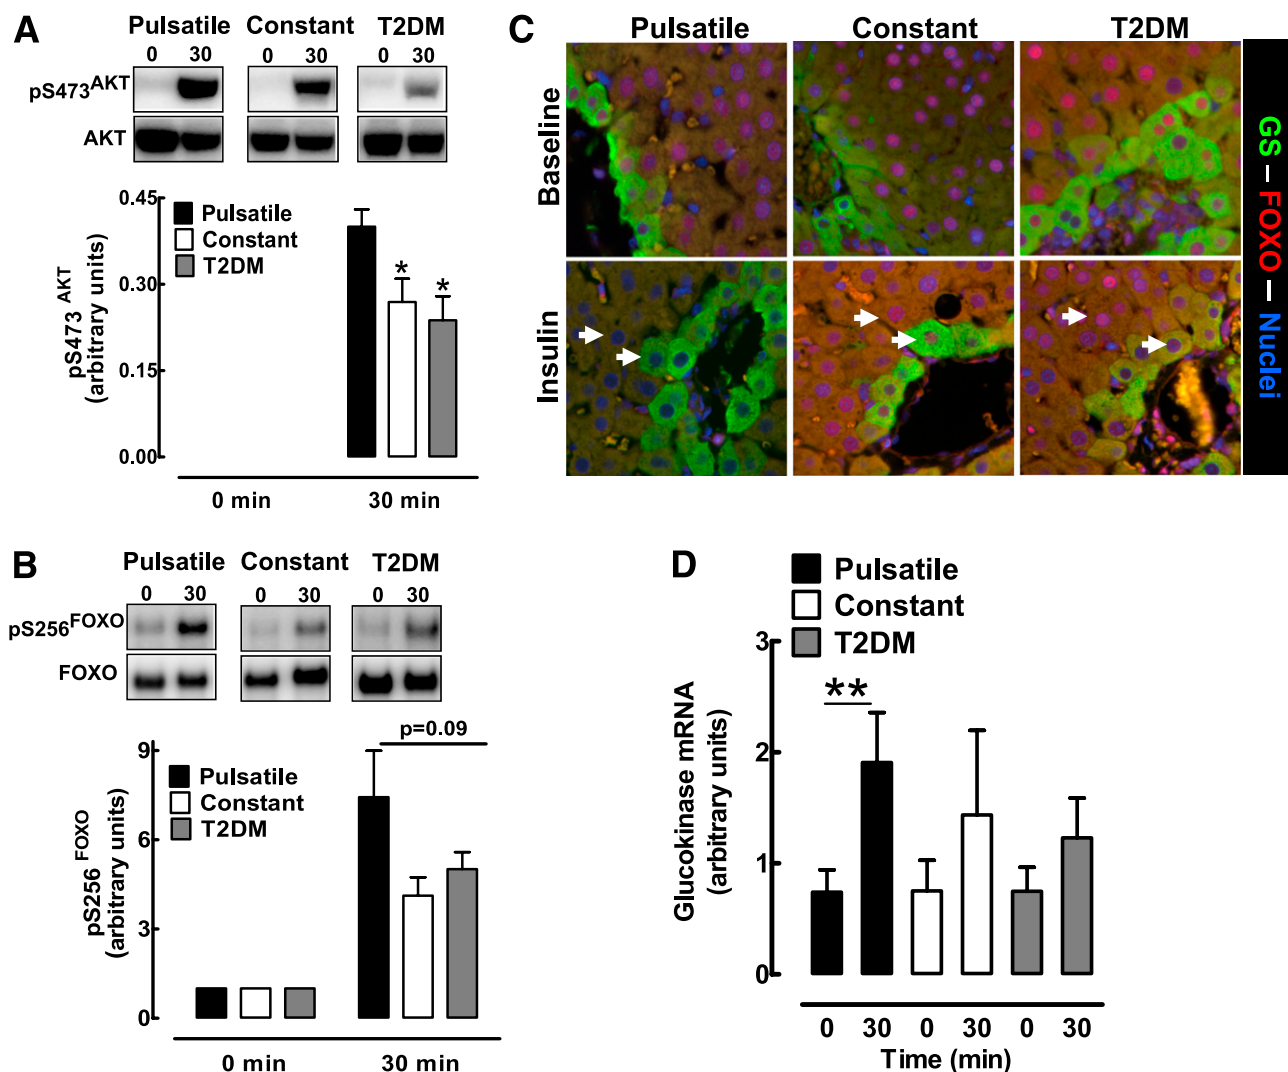 A
Pulsatile Constant T2DM
0 30 0 30 0 30
pS473AKT
AKT
0.45
0.30
0.15
0.00
pS473 AKT
(arbitrary units)
Pulsatile
Constant
T2DM
* *
0 min 30 min
B
Pulsatile Constant T2DM
0 30 0 30 0 30
pS256FOXO
FOXO
p=0.09
9
6
3
0
pS256 FOXO
(arbitrary units)
Pulsatile
Constant
T2DM
0 min 30 min
C
Pulsatile Constant T2DM
Baseline
Insulin
GS – FOXO – Nuclei
D
Pulsatile
Constant
T2DM
3
2
1
0
Glucokinase mRNA
(arbitrary units)
**
0 30 0 30 0 30
Time (min)